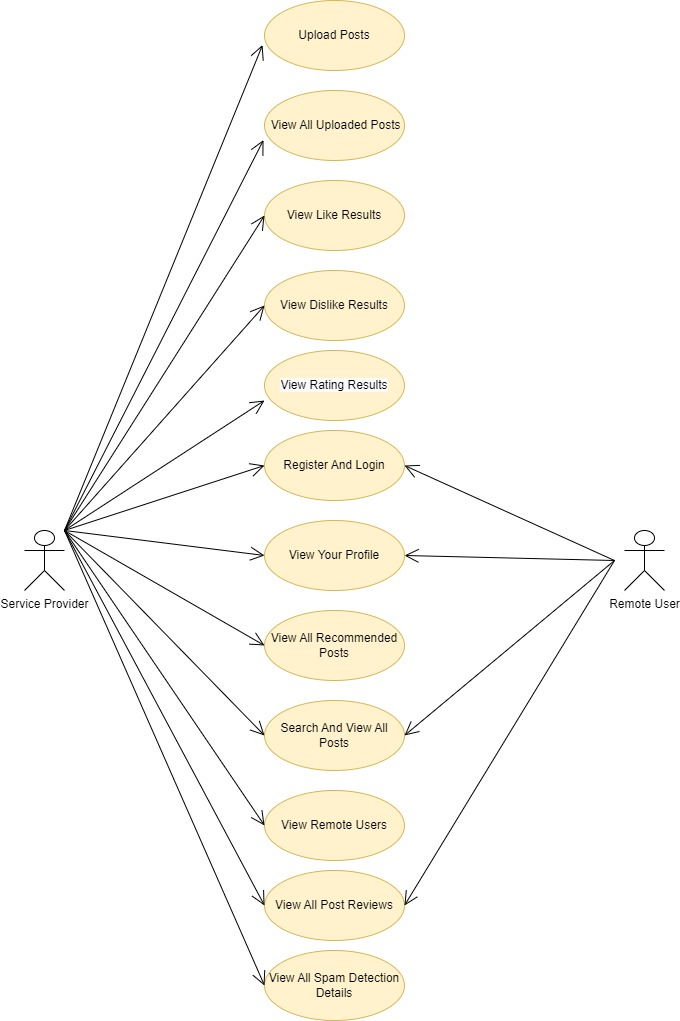 Upload Posts
View All Uploaded Posts
View Like Results
View Dislike Results
View Rating Results
Register And Login
View Your Profile
Service Provider
Remote User
View All Recommended
Posts
Search And View All
Posts
View Remote Users
View All Post Reviews
View All Spam Detection
Details